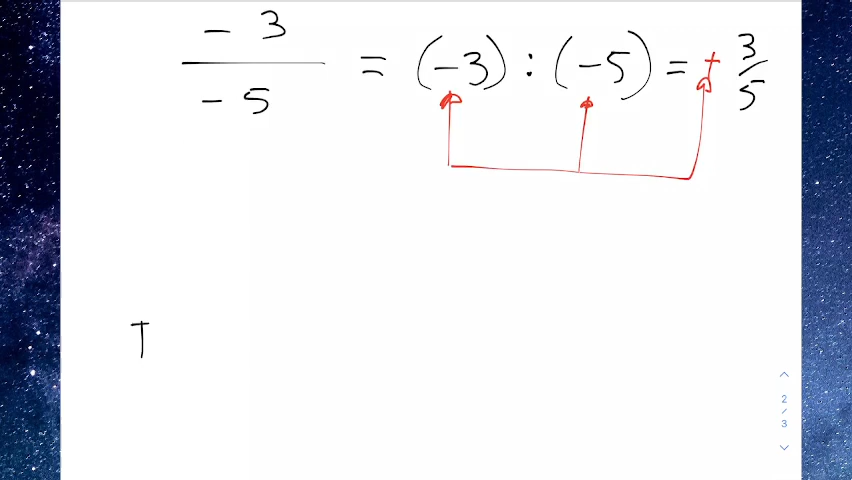 -3/-5 = (-3) : (-5) = + 3/5
T
2
/
3